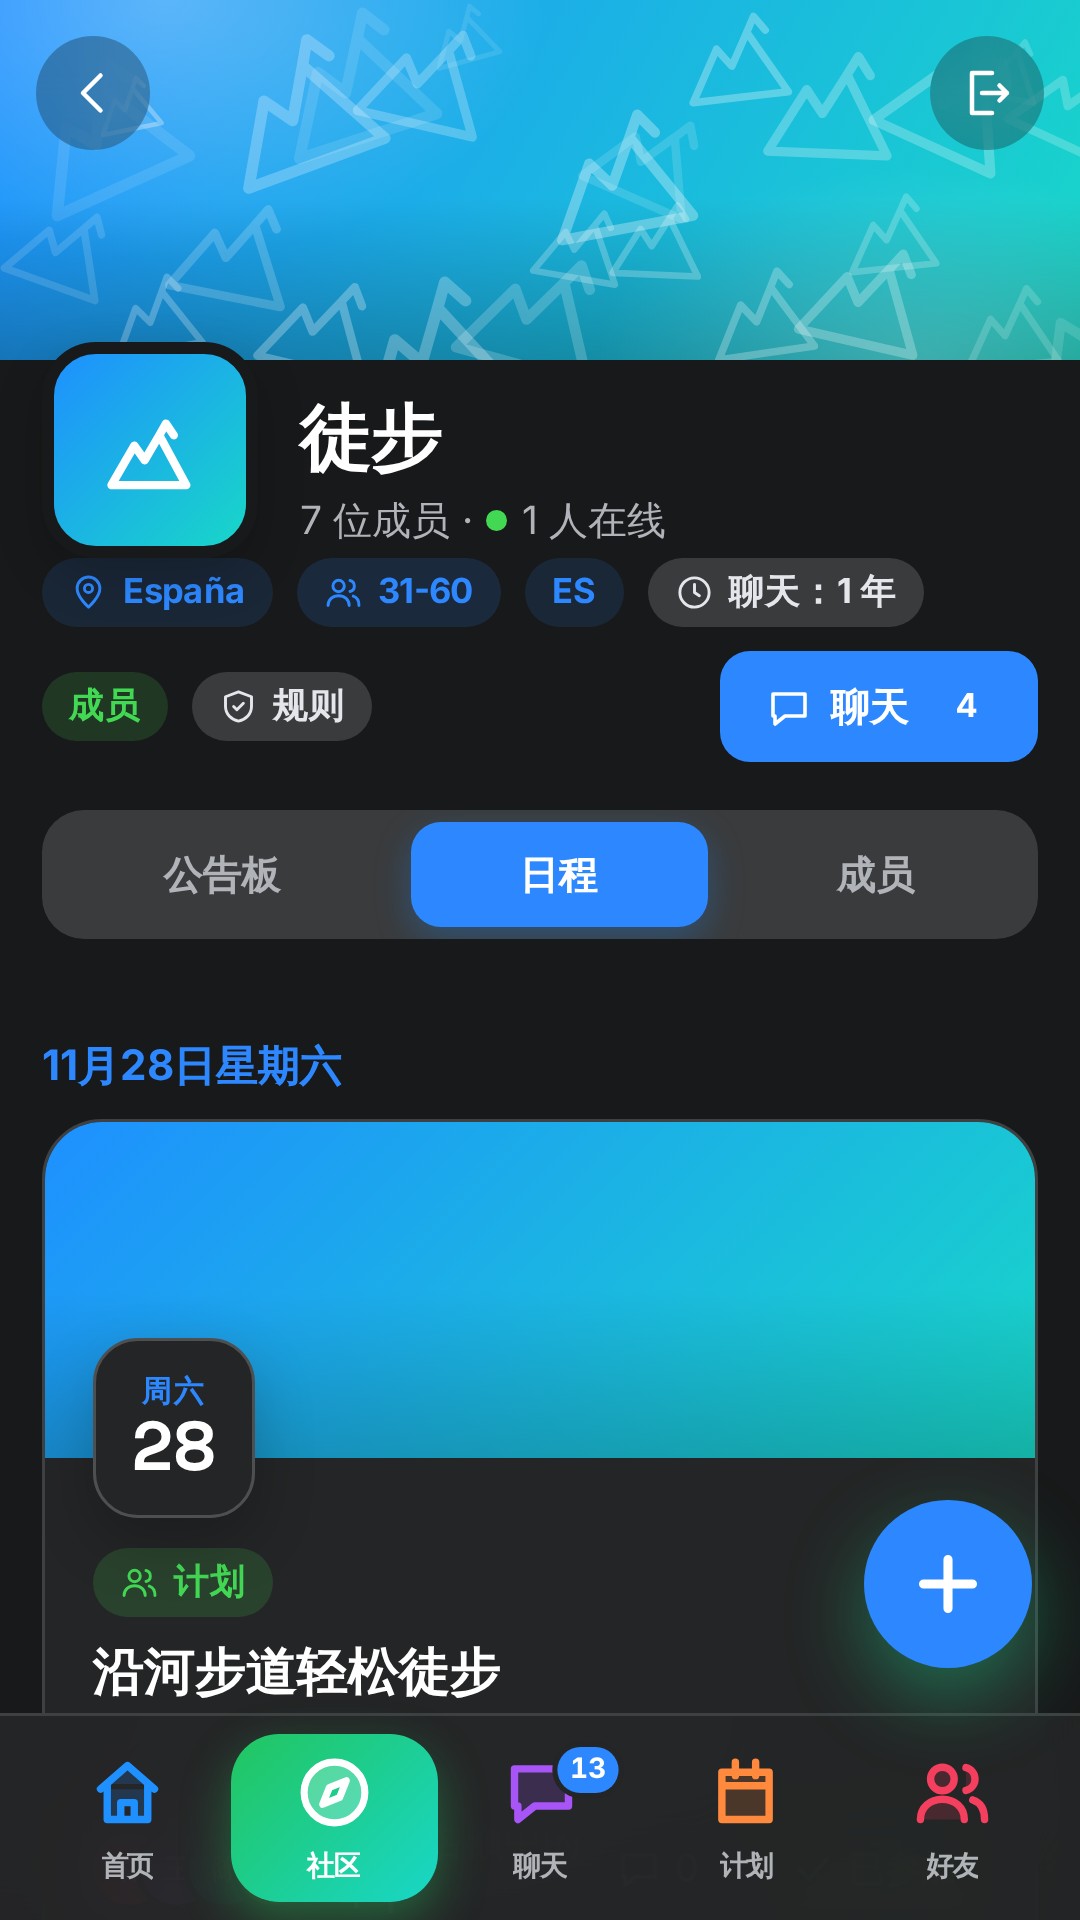 徒步
7 位成员 · 1 人在线
España
31-60
ES
聊天：1 年
成员
规则
聊天 4
公告板
日程
成员
11月28日星期六
周六
28
计划
沿河步道轻松徒步
13
首页
社区
聊天
计划
好友